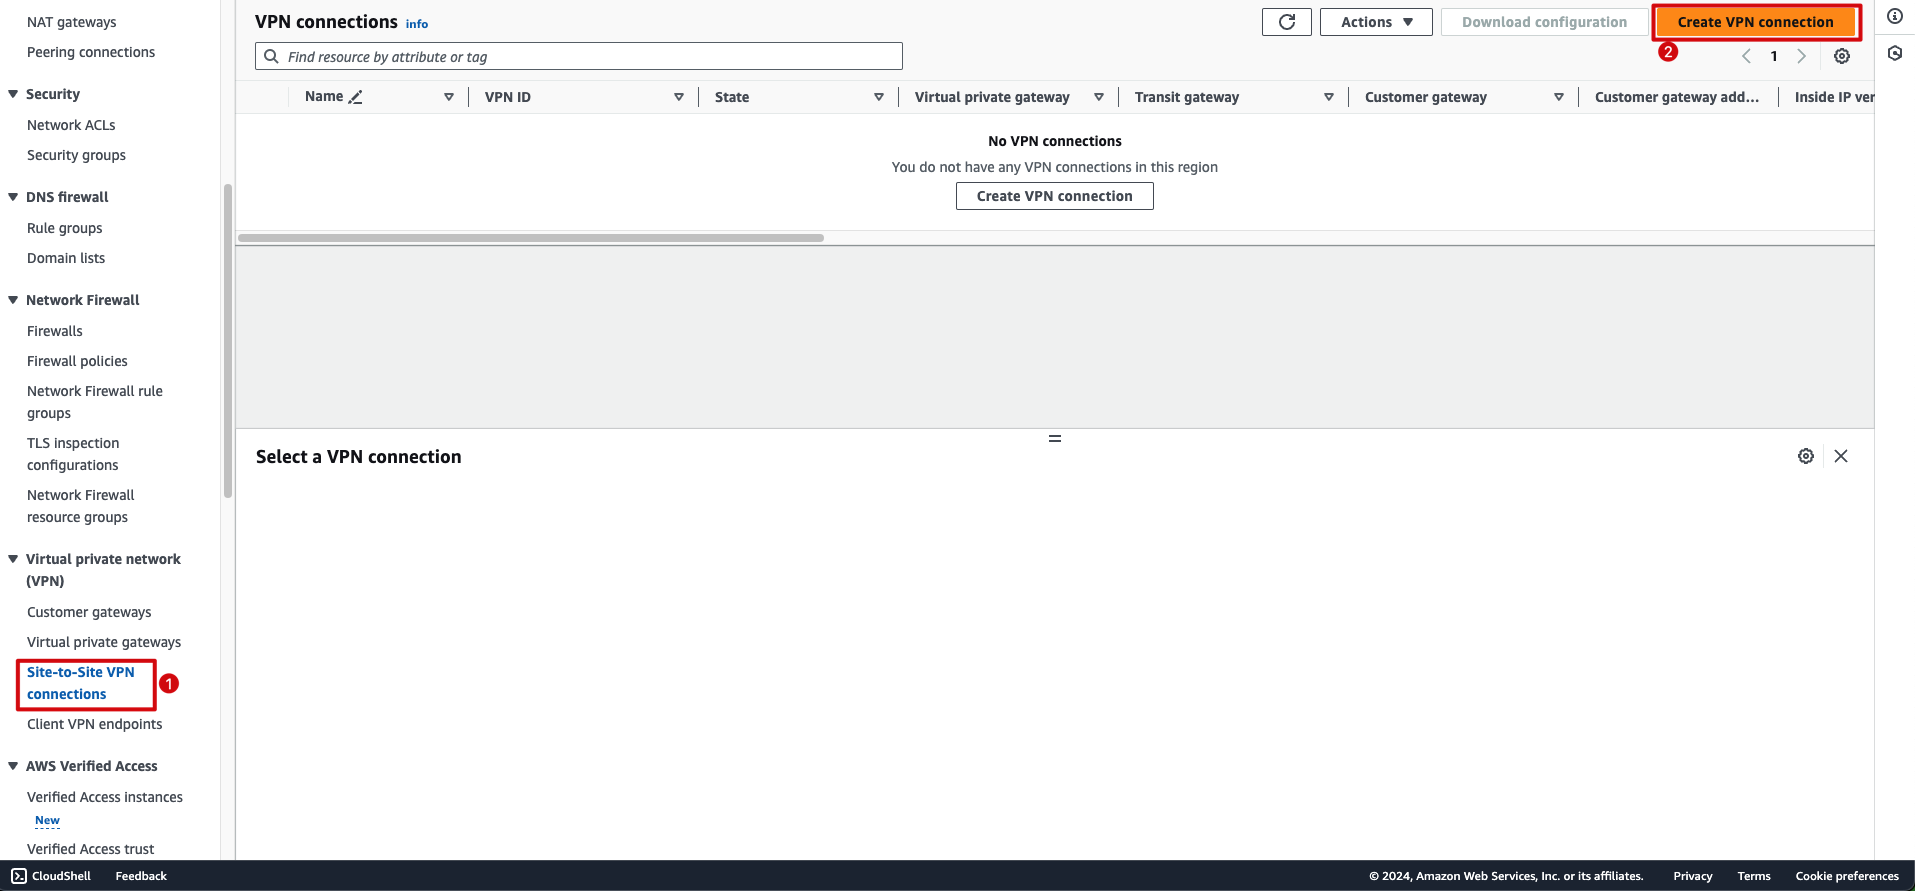 NAT gateways
Peering connections
Security
Network ACLs
Security groups
DNS firewall
Rule groups
Domain lists
Network Firewall
Firewalls
Firewall policies
Network Firewall rule
groups
TLS inspection
configurations
Network Firewall
resource groups
Virtual private network
(VPN)
Customer gateways
Virtual private gateways
Site-to-Site VPN
connections
1
Client VPN endpoints
AWS Verified Access
Verified Access instances
New
Verified Access trust
VPN connections info
Actions
Download configuration
Create VPN connection
2
Find resource by attribute or tag
1
Name VPN ID State Virtual private gateway Transit gateway Customer gateway Customer gateway add... Inside IP ver
No VPN connections
You do not have any VPN connections in this region
Create VPN connection
Select a VPN connection
CloudShell Feedback © 2024, Amazon Web Services, Inc. or its affiliates. Privacy Terms Cookie preferences